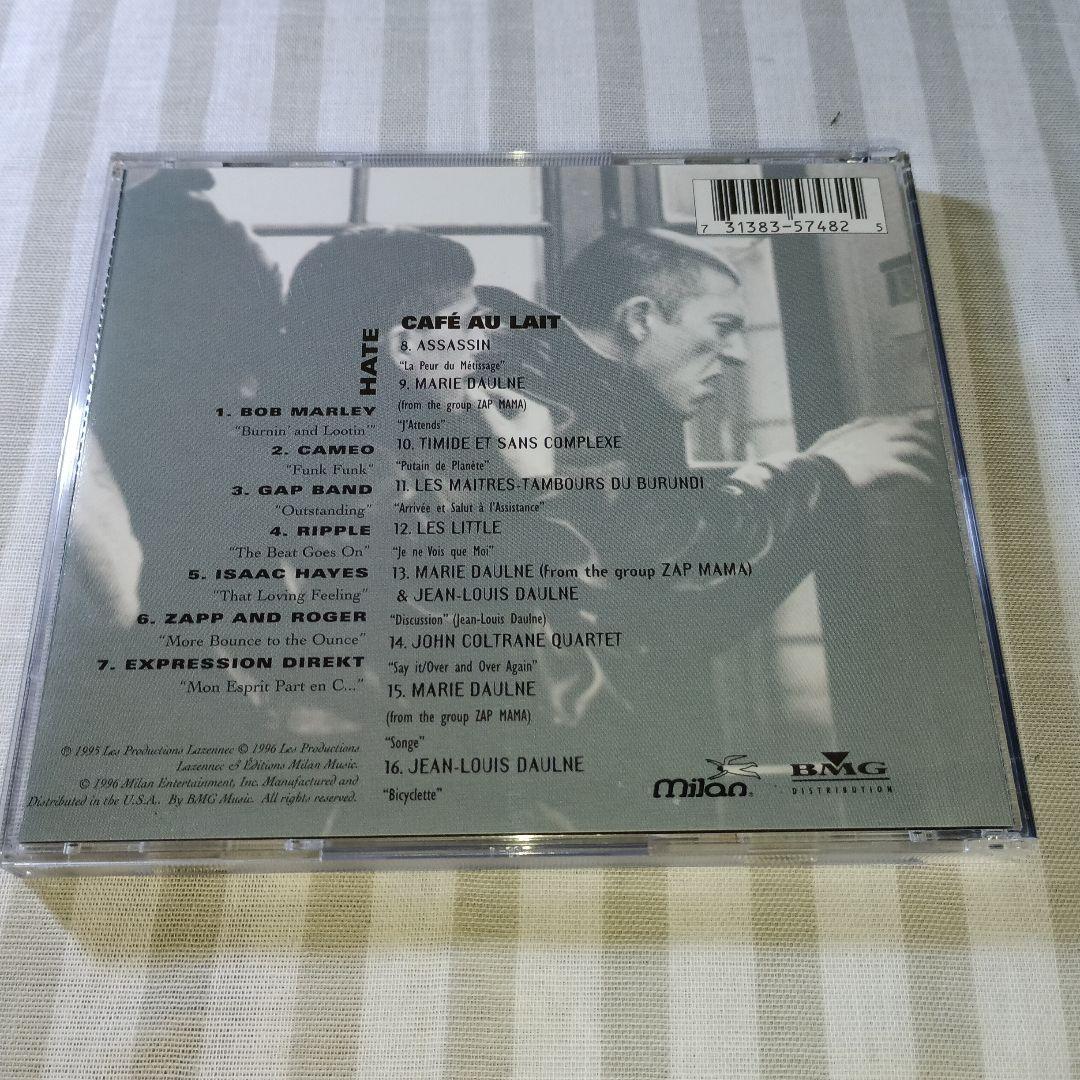 7 31383-57482 5
HATE
1. BOB MARLEY
"Burnin' and Lootin'"
2. CAMEO
"Funk Funk"
3. GAP BAND
"Outstanding"
4. RIPPLE
"The Beat Goes On"
5. ISAAC HAYES
"That Loving Feeling"
6. ZAPP AND ROGER
"More Bounce to the Ounce"
7. EXPRESSION DIREKT
"Mon Esprit Part en C..."
CAFÉ AU LAIT
8. ASSASSIN
"La Peur du Métissage"
9. MARIE DAULNE
(from the group ZAP MAMA)
"J'Attends"
10. TIMIDE ET SANS COMPLEXE
"Putain de Planète"
11. LES MAITRES-TAMBOURS DU BURUNDI
"Arrivée et Salut à l'Assistance"
12. LES LITTLE
"Je ne Vois que Moi"
13. MARIE DAULNE (from the group ZAP MAMA)
& JEAN-LOUIS DAULNE
"Discussion" (Jean-Louis Daulne)
14. JOHN COLTRANE QUARTET
"Say it/Over and Over Again"
15. MARIE DAULNE
(from the group ZAP MAMA)
"Songe"
16. JEAN-LOUIS DAULNE
"Bicyclette"
℗ 1995 Les Productions Lazennec © 1996 Les Productions
Lazennec & Éditions Milan Music.
© 1996 Milan Entertainment, Inc. Manufactured and
Distributed in the U.S.A.. By BMG Music. All rights reserved.
milan®
BMG
DISTRIBUTION